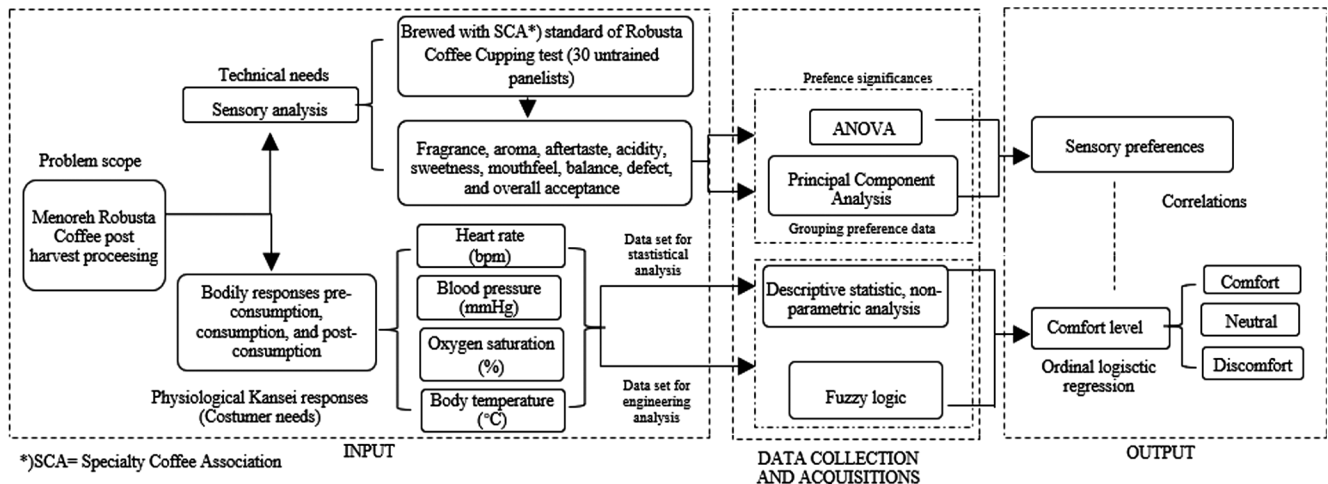 Problem scope
Menoreh Robusta
Coffee post
harvest proceesing
Technical needs
Sensory analysis
Brewed with SCA*) standard of Robusta
Coffee Cupping test (30 untrained
panelists)
Fragrance, aroma, aftertaste, acidity,
sweetness, mouthfeel, balance, defect,
and overall acceptance
Bodily responses pre-
consumption,
consumption, and post-
consumption
Physiological Kansei responses
(Costumer needs)
Heart rate
(bpm)
Blood pressure
(mmHg)
Oxygen saturation
(%)
Body temperature
(°C)
Data set for
stastistical
analysis
Data set for
engineering
analysis
INPUT
*)SCA= Specialty Coffee Association
Prefence significances
ANOVA
Principal Component
Analysis
Grouping preference data
Descriptive statistic, non-
parametric analysis
Fuzzy logic
DATA COLLECTION
AND ACQUISITIONS
Sensory preferences
Correlations
Comfort level
Ordinal logisctic
regression
Comfort
Neutral
Discomfort
OUTPUT